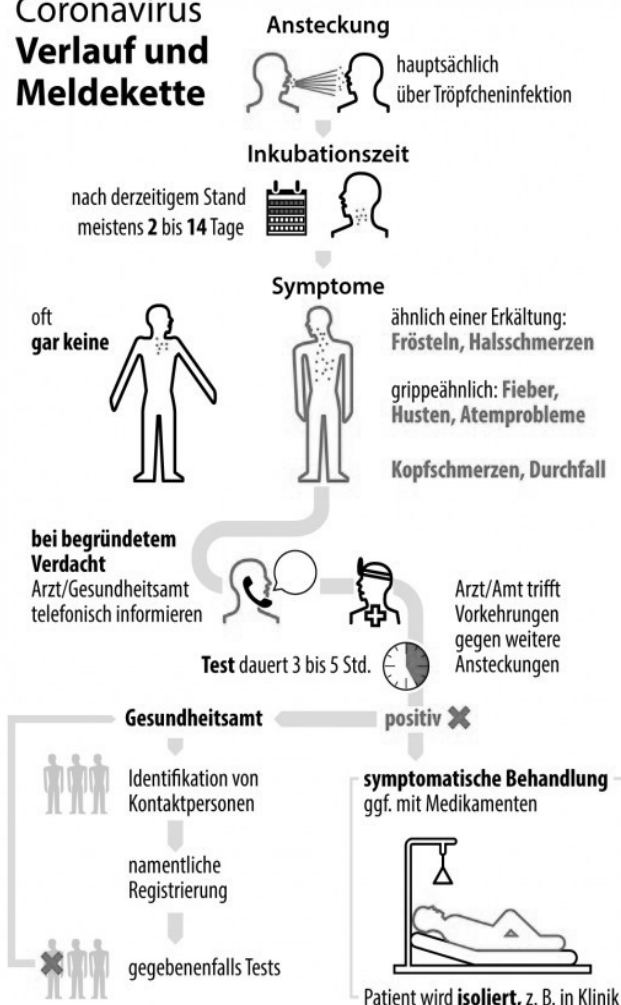 Coronavirus
Verlauf und
Meldekette
Ansteckung
hauptsächlich
über Tröpfcheninfektion
Inkubationszeit
nach derzeitigem Stand
meistens 2 bis 14 Tage
Symptome
oft
gar keine
ähnlich einer Erkältung:
Frösteln, Halsschmerzen
grippeähnlich: Fieber,
Husten, Atemprobleme
Kopfschmerzen, Durchfall
bei begründetem
Verdacht
Arzt/Gesundheitsamt
telefonisch informieren
Arzt/Amt trifft
Vorkehrungen
gegen weitere
Ansteckungen
Test dauert 3 bis 5 Std.
Gesundheitsamt
positiv
Identifikation von
Kontaktpersonen
namentliche
Registrierung
gegebenenfalls Tests
symptomatische Behandlung
ggf. mit Medikamenten
Patient wird isoliert, z. B. in Klinik